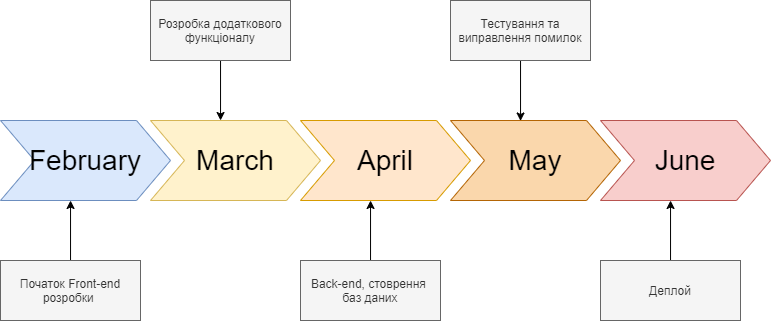 Розробка додаткового
функціоналу
Тестування та
виправлення помилок
February
March
April
May
June
Початок Front-end
розробки
Back-end, стоврення
баз даних
Деплой